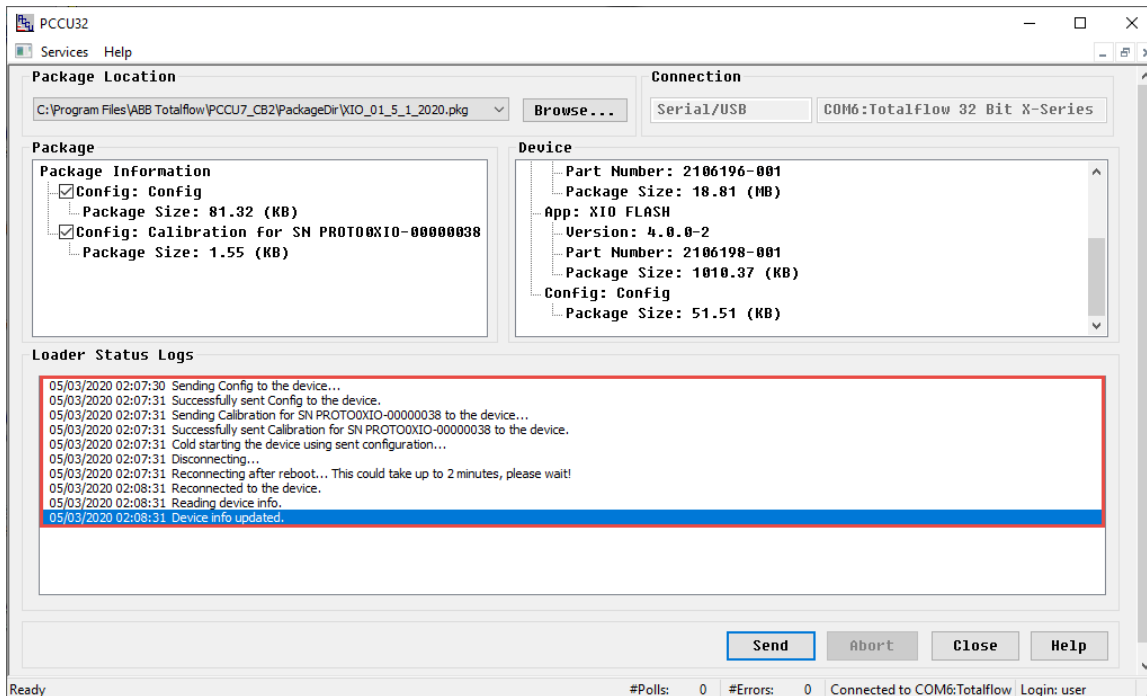 PCCU32
Services Help
Package Location
C:\Program Files\ABB Totalflow\PCCU7_CB2\PackageDir\XIO_01_5_1_2020.pkg
Browse...
Connection
Serial/USB
COM6:Totalflow 32 Bit X-Series
Package
Package Information
Config: Config
Package Size: 81.32 (KB)
Config: Calibration for SN PROTO0XIO-00000038
Package Size: 1.55 (KB)
Device
Part Number: 2106196-001
Package Size: 18.81 (MB)
App: XIO FLASH
Version: 4.0.0-2
Part Number: 2106198-001
Package Size: 1010.37 (KB)
Config: Config
Package Size: 51.51 (KB)
Loader Status Logs
05/03/2020 02:07:30 Sending Config to the device...
05/03/2020 02:07:31 Successfully sent Config to the device.
05/03/2020 02:07:31 Sending Calibration for SN PROTO0XIO-00000038 to the device...
05/03/2020 02:07:31 Successfully sent Calibration for SN PROTO0XIO-00000038 to the device.
05/03/2020 02:07:31 Cold starting the device using sent configuration...
05/03/2020 02:07:31 Disconnecting...
05/03/2020 02:07:31 Reconnecting after reboot... This could take up to 2 minutes, please wait!
05/03/2020 02:08:31 Reconnected to the device.
05/03/2020 02:08:31 Reading device info.
05/03/2020 02:08:31 Device info updated.
Send Abort Close Help
Ready #Polls: 0 #Errors: 0 Connected to COM6:Totalflow Login: user